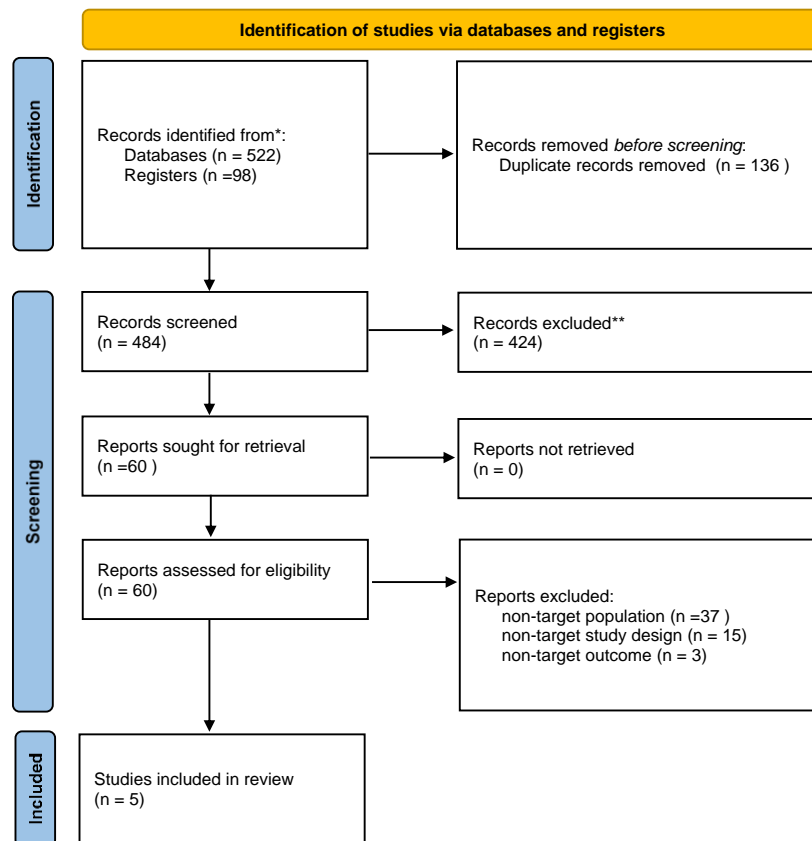 Identification of studies via databases and registers
Identification
Records identified from*:
Databases (n = 522)
Registers (n =98)
Records removed before screening:
Duplicate records removed (n = 136 )
Screening
Records screened
(n = 484)
Records excluded**
(n = 424)
Reports sought for retrieval
(n =60 )
Reports not retrieved
(n = 0)
Reports assessed for eligibility
(n = 60)
Reports excluded:
non-target population (n =37 )
non-target study design (n = 15)
non-target outcome (n = 3)
Included
Studies included in review
(n = 5)